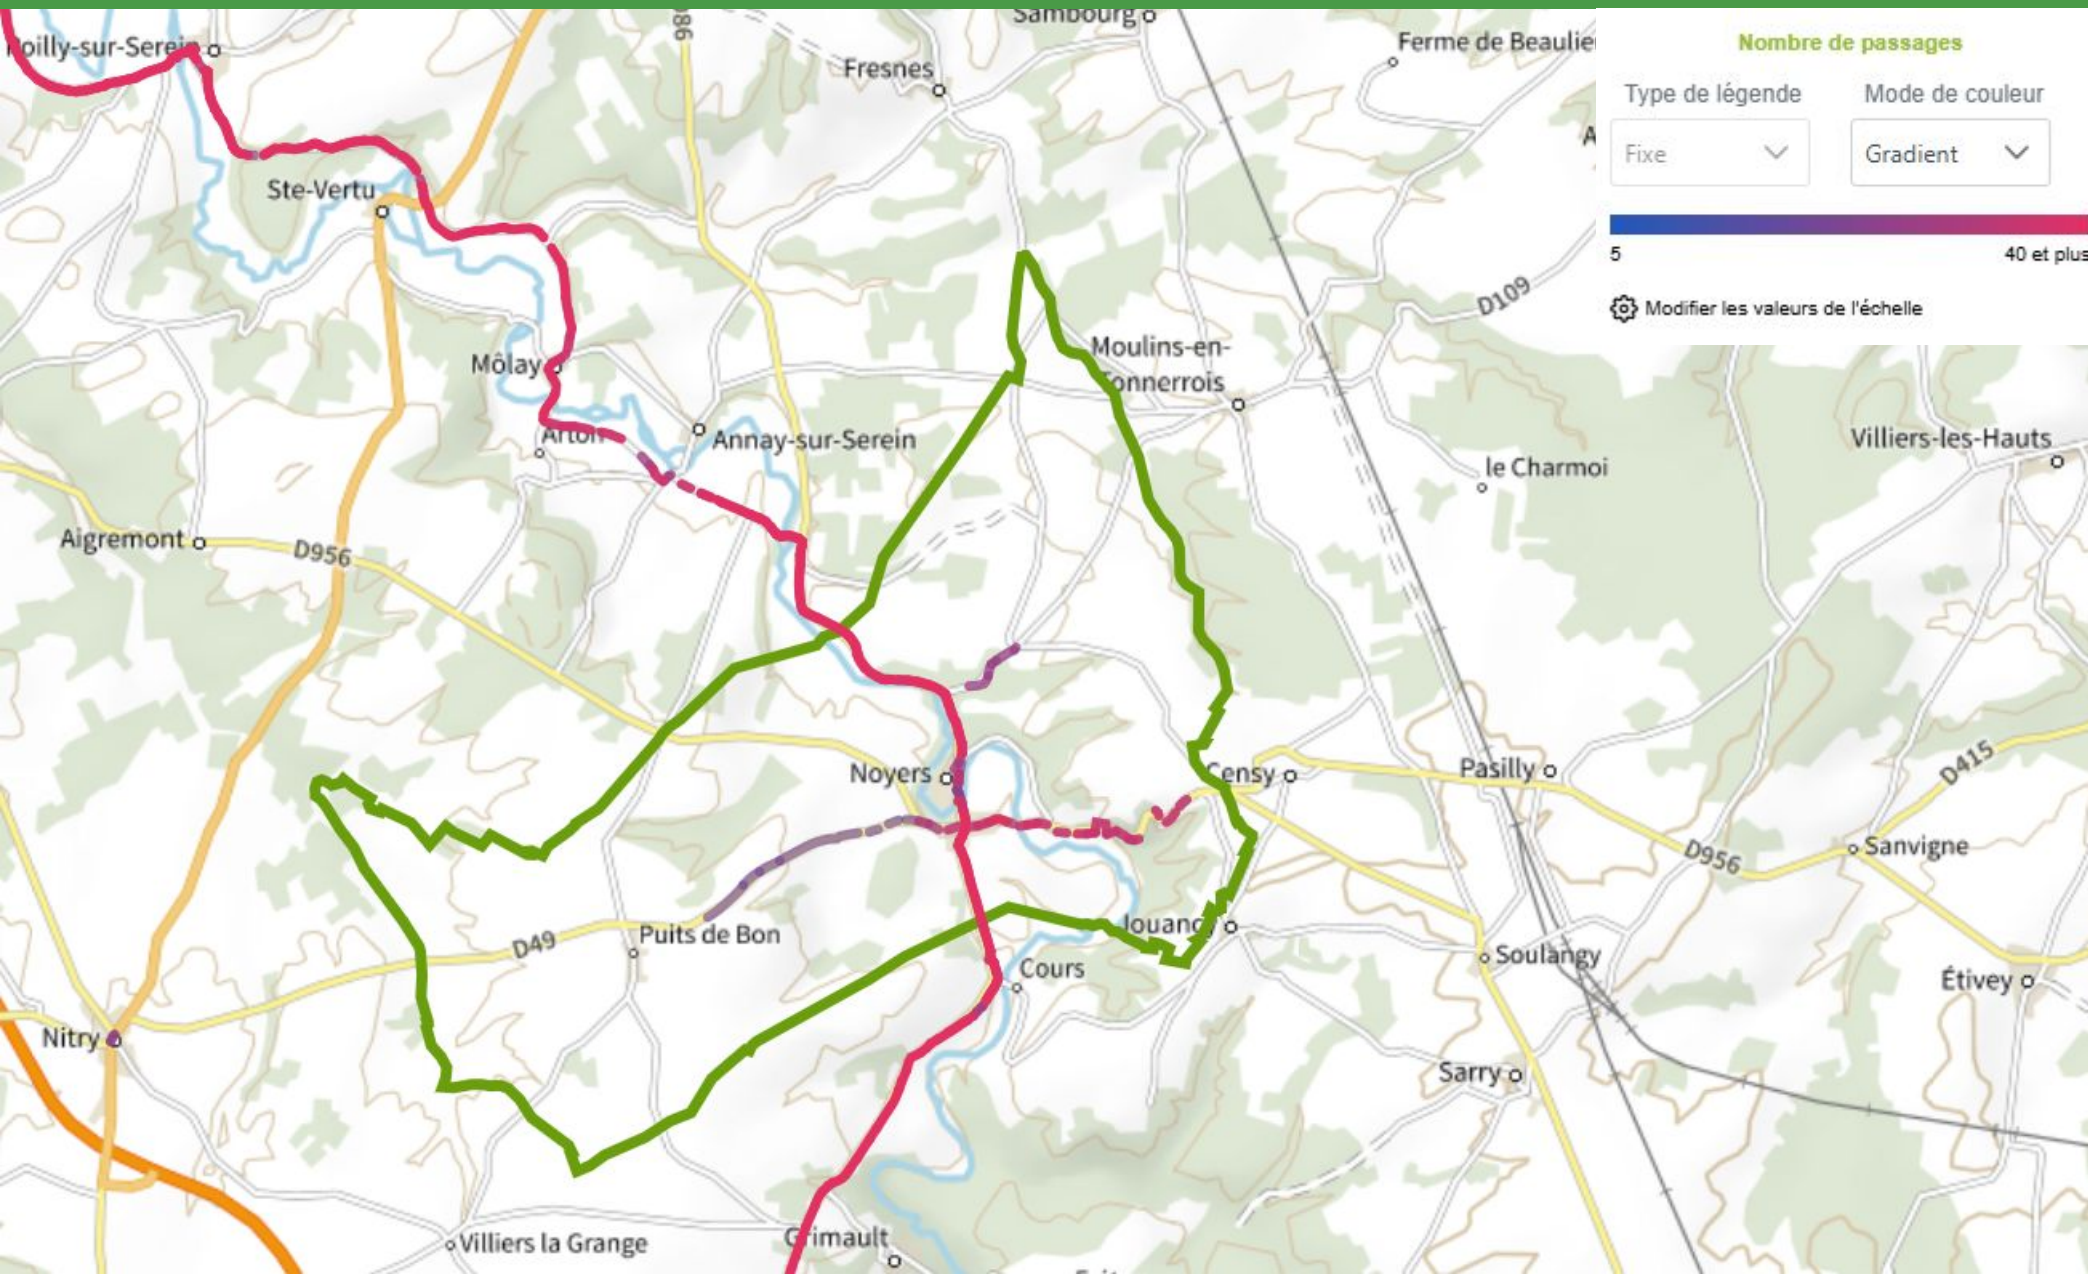 Sambourg
Ferme de Beaulie
Fresnes
Nombre de passages
Type de légende
Mode de couleur
Fixe
Gradient
5
40 et plus
Modifier les valeurs de l'échelle
Ste-Vertu
D109
Moulins-en-
Tonnerrois
Môlay
Arton
Annay-sur-Serein
le Charmoi
Villiers-les-Hauts
Aigremont
D956
Noyers
Censy
Pasilly
D415
D956
Sanvigne
Puits de Bon
D49
Jouancy
Soulangy
Cours
Étivey
Nitry
Sarry
Villiers la Grange
Grimault